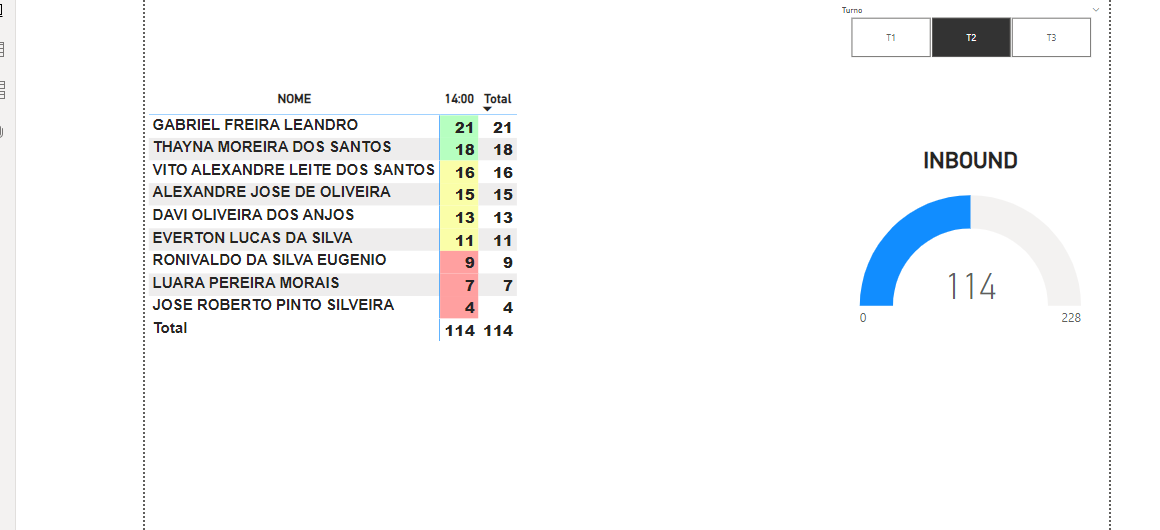 Turno
T1 T2 T3
NOME 14:00 Total
GABRIEL FREIRA LEANDRO 21 21
THAYNA MOREIRA DOS SANTOS 18 18
VITO ALEXANDRE LEITE DOS SANTOS 16 16
ALEXANDRE JOSE DE OLIVEIRA 15 15
DAVI OLIVEIRA DOS ANJOS 13 13
EVERTON LUCAS DA SILVA 11 11
RONIVALDO DA SILVA EUGENIO 9 9
LUARA PEREIRA MORAIS 7 7
JOSE ROBERTO PINTO SILVEIRA 4 4
Total 114 114
INBOUND
114
0 228